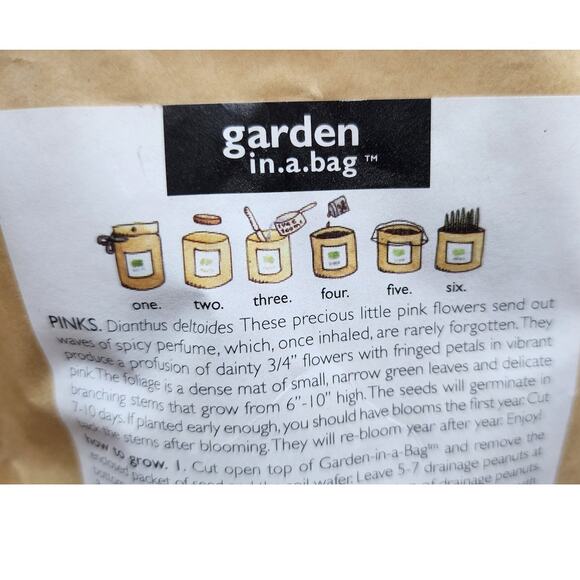 garden
in.a.bag ™
one. two. three. four. five. six.
PINKS. Dianthus deltoides These precious little pink flowers send out
waves of spicy perfume, which, once inhaled, are rarely forgotten. They
produce a profusion of dainty 3/4" flowers with fringed petals in vibrant
pink. The foliage is a dense mat of small, narrow green leaves and delicate
branching stems that grow from 6"-10" high. The seeds will germinate in
7-10 days. If planted early enough, you should have blooms the first year. Cut
back the stems after blooming. They will re-bloom year after year. Enjoy!
how to grow. 1. Cut open top of Garden-in-a-Bag™ and remove the
enclosed packet of seed and the soil wafer. Leave 5-7 drainage peanuts at
bottom of drainage peanuts.